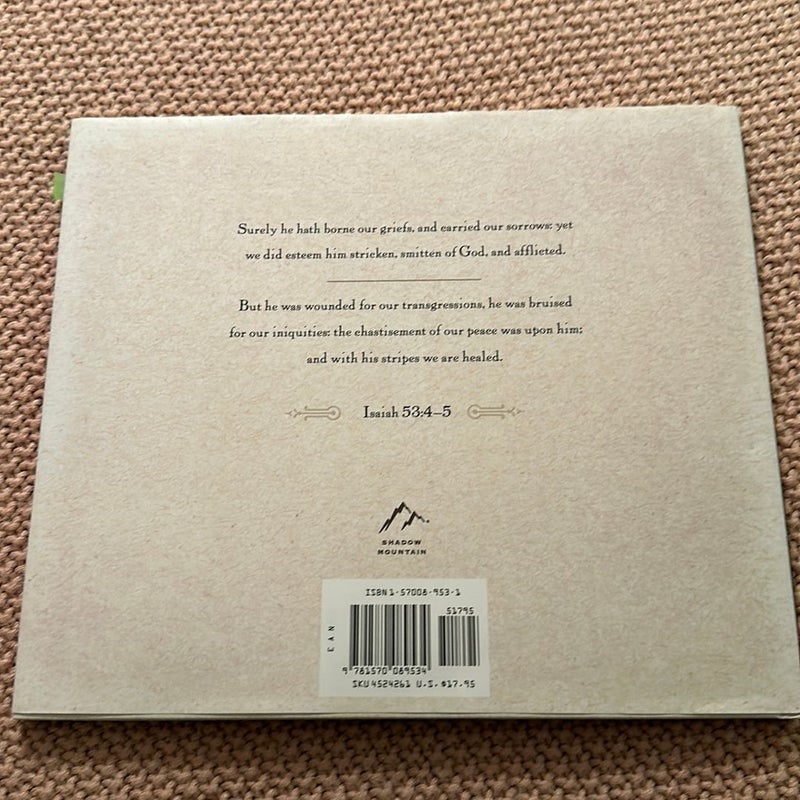 Surely he hath borne our griefs, and carried our sorrows: yet
we did esteem him stricken, smitten of God, and afflicted.
But he was wounded for our transgressions, he was bruised
for our iniquities: the chastisement of our peace was upon him;
and with his stripes we are healed.
Isaiah 53:4–5
SHADOW
MOUNTAIN
ISBN 1-57008-953-1
51795
EAN
9 781570 089534
SKU 4524261 U.S. $17.95